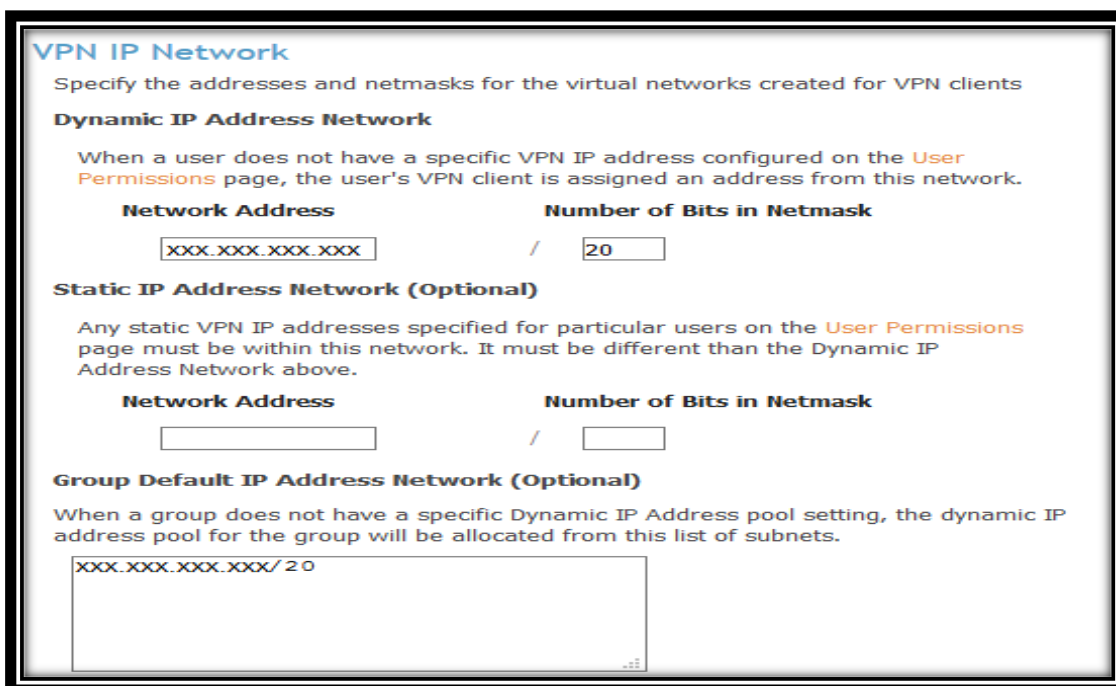 VPN IP Network
Specify the addresses and netmasks for the virtual networks created for VPN clients
Dynamic IP Address Network
When a user does not have a specific VPN IP address configured on the User
Permissions page, the user's VPN client is assigned an address from this network.
Network Address Number of Bits in Netmask
xxx.xxx.xxx.xxx / 20
Static IP Address Network (Optional)
Any static VPN IP addresses specified for particular users on the User Permissions
page must be within this network. It must be different than the Dynamic IP
Address Network above.
Network Address Number of Bits in Netmask
/
Group Default IP Address Network (Optional)
When a group does not have a specific Dynamic IP Address pool setting, the dynamic IP
address pool for the group will be allocated from this list of subnets.
xxx.xxx.xxx.xxx/20